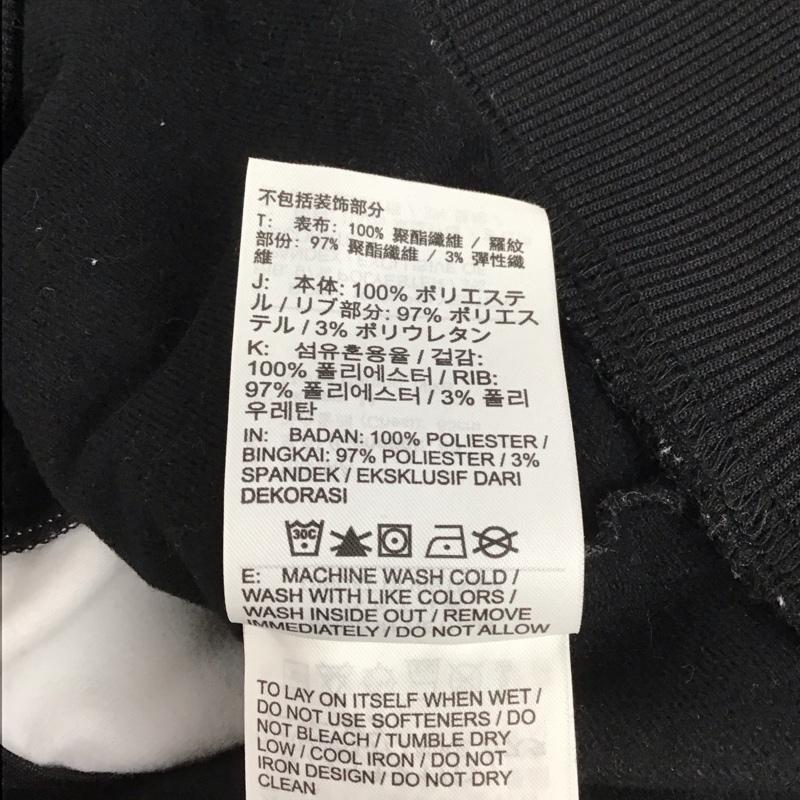 不包括装饰部分
T: 表布: 100% 聚酯纖維 / 羅紋
部份: 97% 聚酯纖維 / 3% 彈性纖
維
J: 本体: 100% ポリエステ
ル / リブ部分: 97% ポリエス
テル / 3% ポリウレタン
K: 섬유혼용율 / 겉감:
100% 폴리에스터 / RIB:
97% 폴리에스터 / 3% 폴리
우레탄
IN: BADAN: 100% POLIESTER /
BINGKAI: 97% POLIESTER / 3%
SPANDEK / EKSKLUSIF DARI
DEKORASI
30C
E: MACHINE WASH COLD /
WASH WITH LIKE COLORS /
WASH INSIDE OUT / REMOVE
IMMEDIATELY / DO NOT ALLOW
TO LAY ON ITSELF WHEN WET /
DO NOT USE SOFTENERS / DO
NOT BLEACH / TUMBLE DRY
LOW / COOL IRON / DO NOT
IRON DESIGN / DO NOT DRY
CLEAN